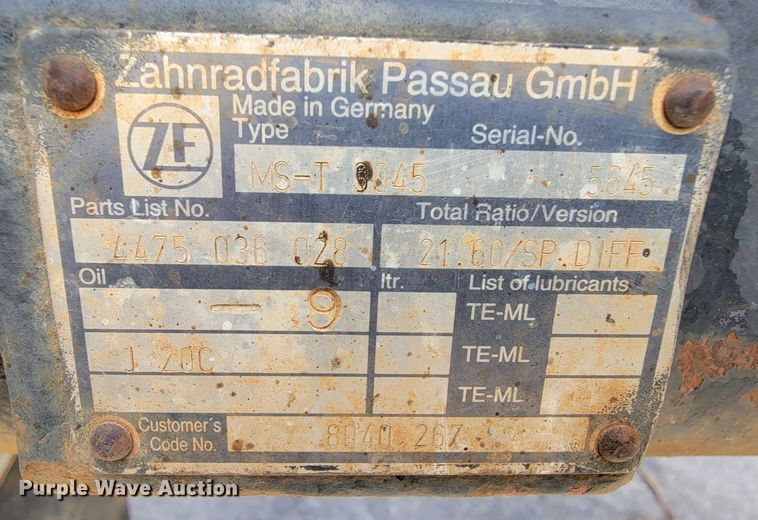 Zahnradfabrik Passau GmbH
ZF
Made in Germany
Type Serial-No.
MS-T 3045 5645
Parts List No. Total Ratio/Version
4475 036 028 21.60/SP.DIFF
Oil ltr. List of lubricants
- 9 TE-ML
J 20C TE-ML
TE-ML
Customer's
Code No. 8040 267
Purple Wave Auction